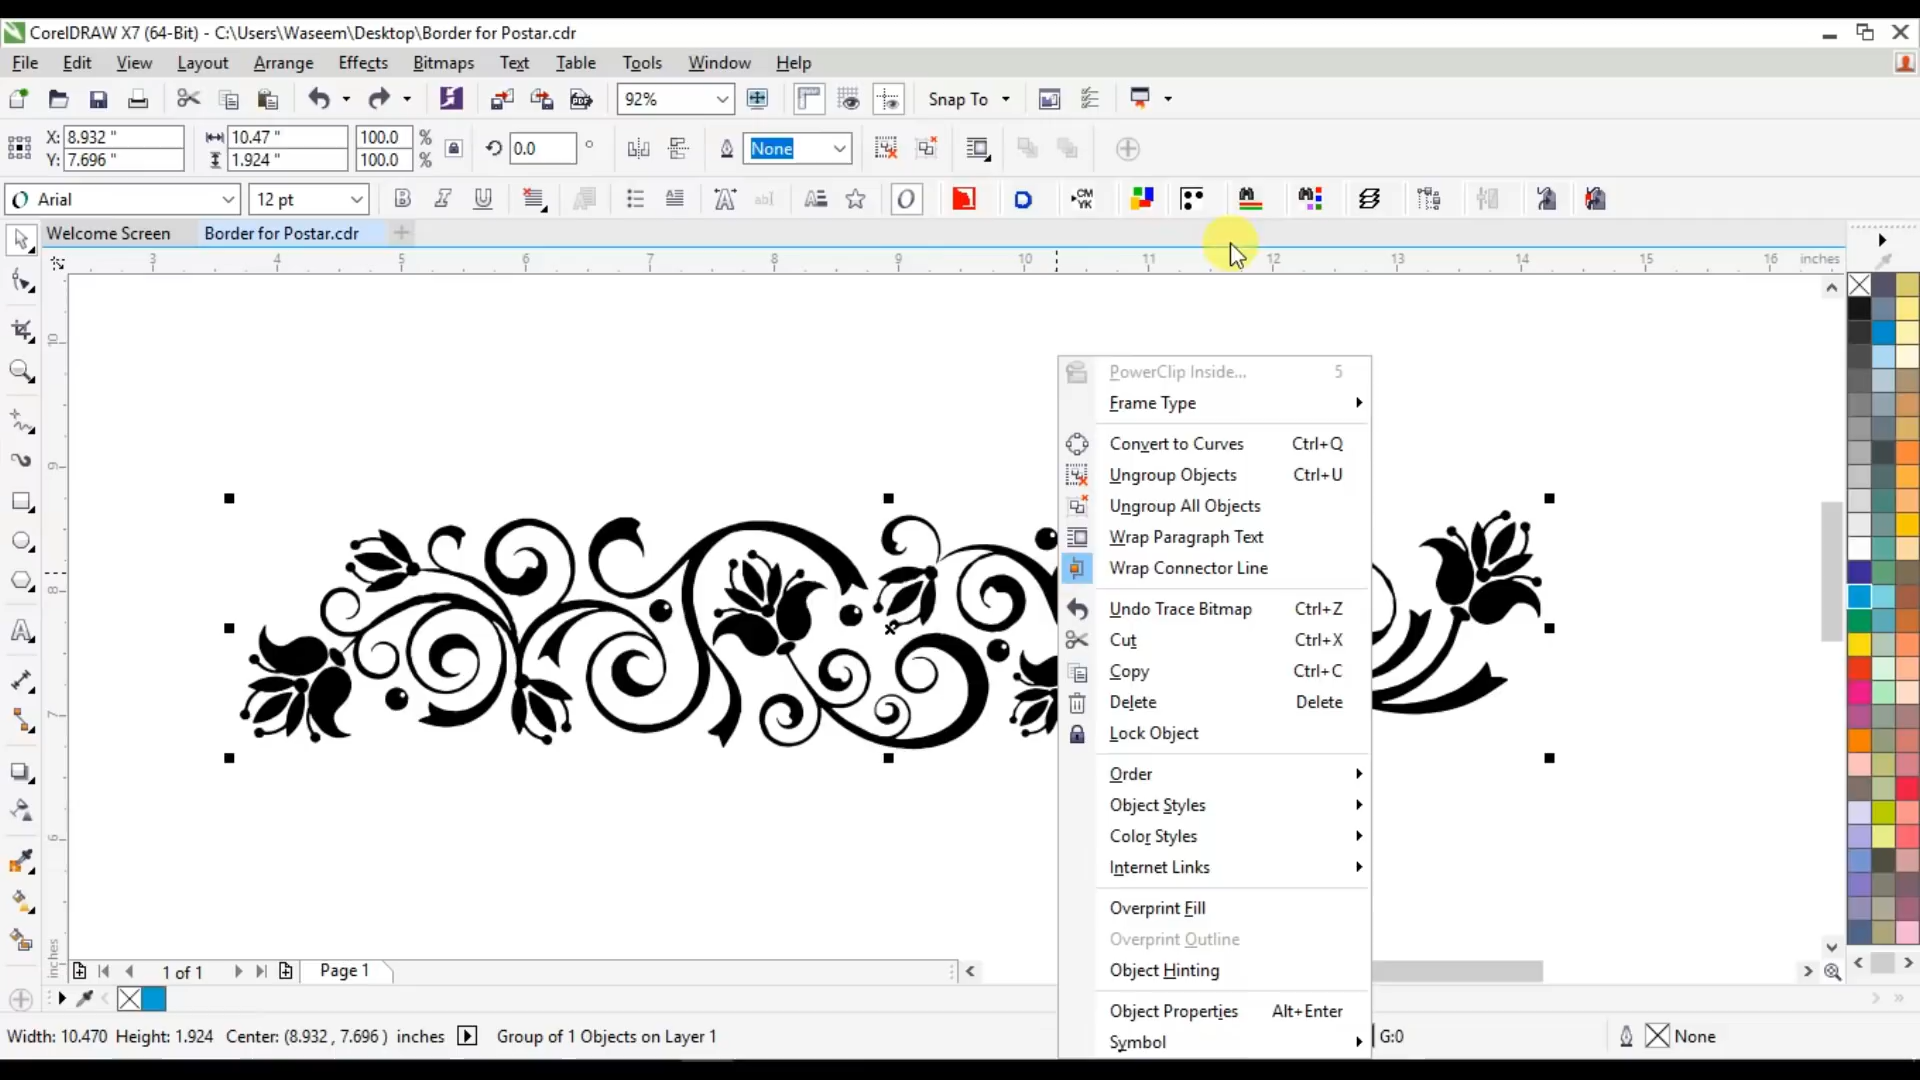 CorelDRAW X7 (64-Bit) - C:\Users\Waseem\Desktop\Border for Postar.cdr
File Edit View Layout Arrange Effects Bitmaps Text Table Tools Window Help
92% Snap To
X: 8.932 " 10.47 " 100.0 %
Y: 7.696 " 1.924 " 100.0 %
0.0 ° None
Arial 12 pt
Welcome Screen Border for Postar.cdr
3 4 5 6 7 8 9 10 11 12 13 14 15 16 inches
10
9
8
7
6
inches
PowerClip Inside... 5
Frame Type
Convert to Curves Ctrl+Q
Ungroup Objects Ctrl+U
Ungroup All Objects
Wrap Paragraph Text
Wrap Connector Line
Undo Trace Bitmap Ctrl+Z
Cut Ctrl+X
Copy Ctrl+C
Delete Delete
Lock Object
Order
Object Styles
Color Styles
Internet Links
Overprint Fill
Overprint Outline
Object Hinting
Object Properties Alt+Enter
Symbol
1 of 1 Page 1
Width: 10.470 Height: 1.924 Center: (8.932 , 7.696 ) inches Group of 1 Objects on Layer 1 G:0 None